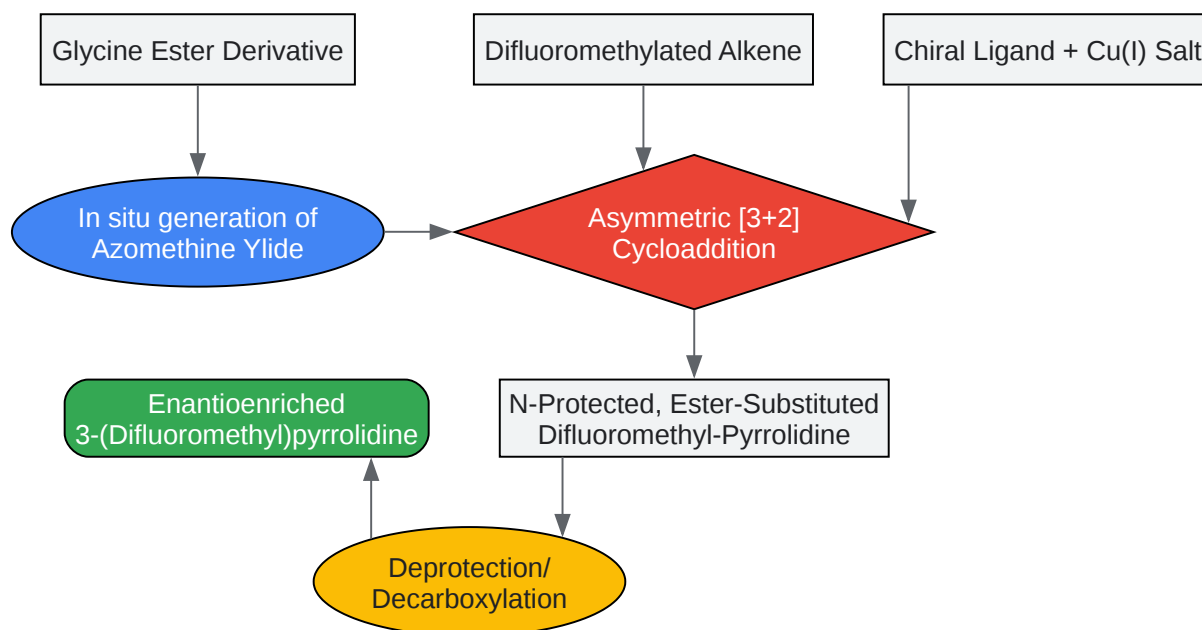 Glycine Ester Derivative
Difluoromethylated Alkene
Chiral Ligand + Cu(I) Salt
In situ generation of
Azomethine Ylide
Asymmetric [3+2]
Cycloaddition
Enantioenriched
3-(Difluoromethyl)pyrrolidine
N-Protected, Ester-Substituted
Difluoromethyl-Pyrrolidine
Deprotection/
Decarboxylation